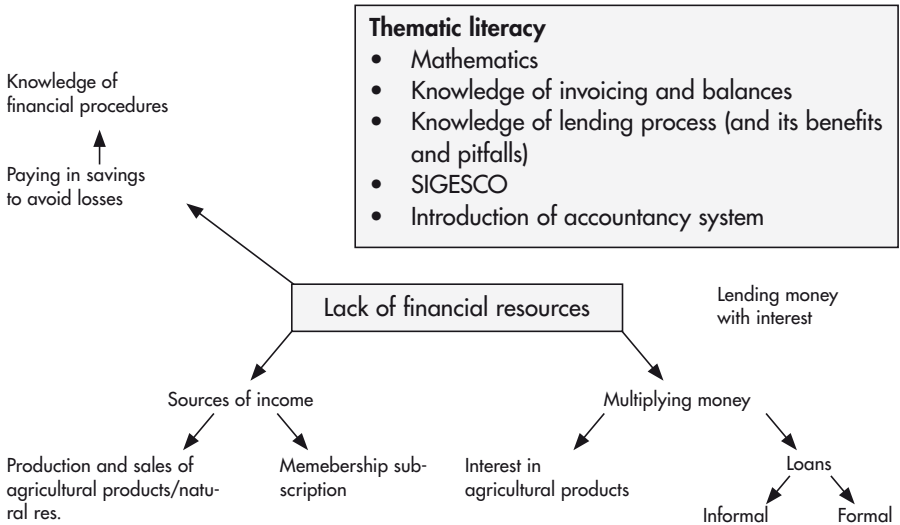 Thematic literacy
• Mathematics
• Knowledge of invoicing and balances
• Knowledge of lending process (and its benefits
and pitfalls)
• SIGESCO
• Introduction of accountancy system
Knowledge of
financial procedures
Paying in savings
to avoid losses
Lack of financial resources
Lending money
with interest
Sources of income
Multiplying money
Production and sales of
agricultural products/natu-
ral res.
Memebership sub-
scription
Interest in
agricultural products
Loans
Informal
Formal